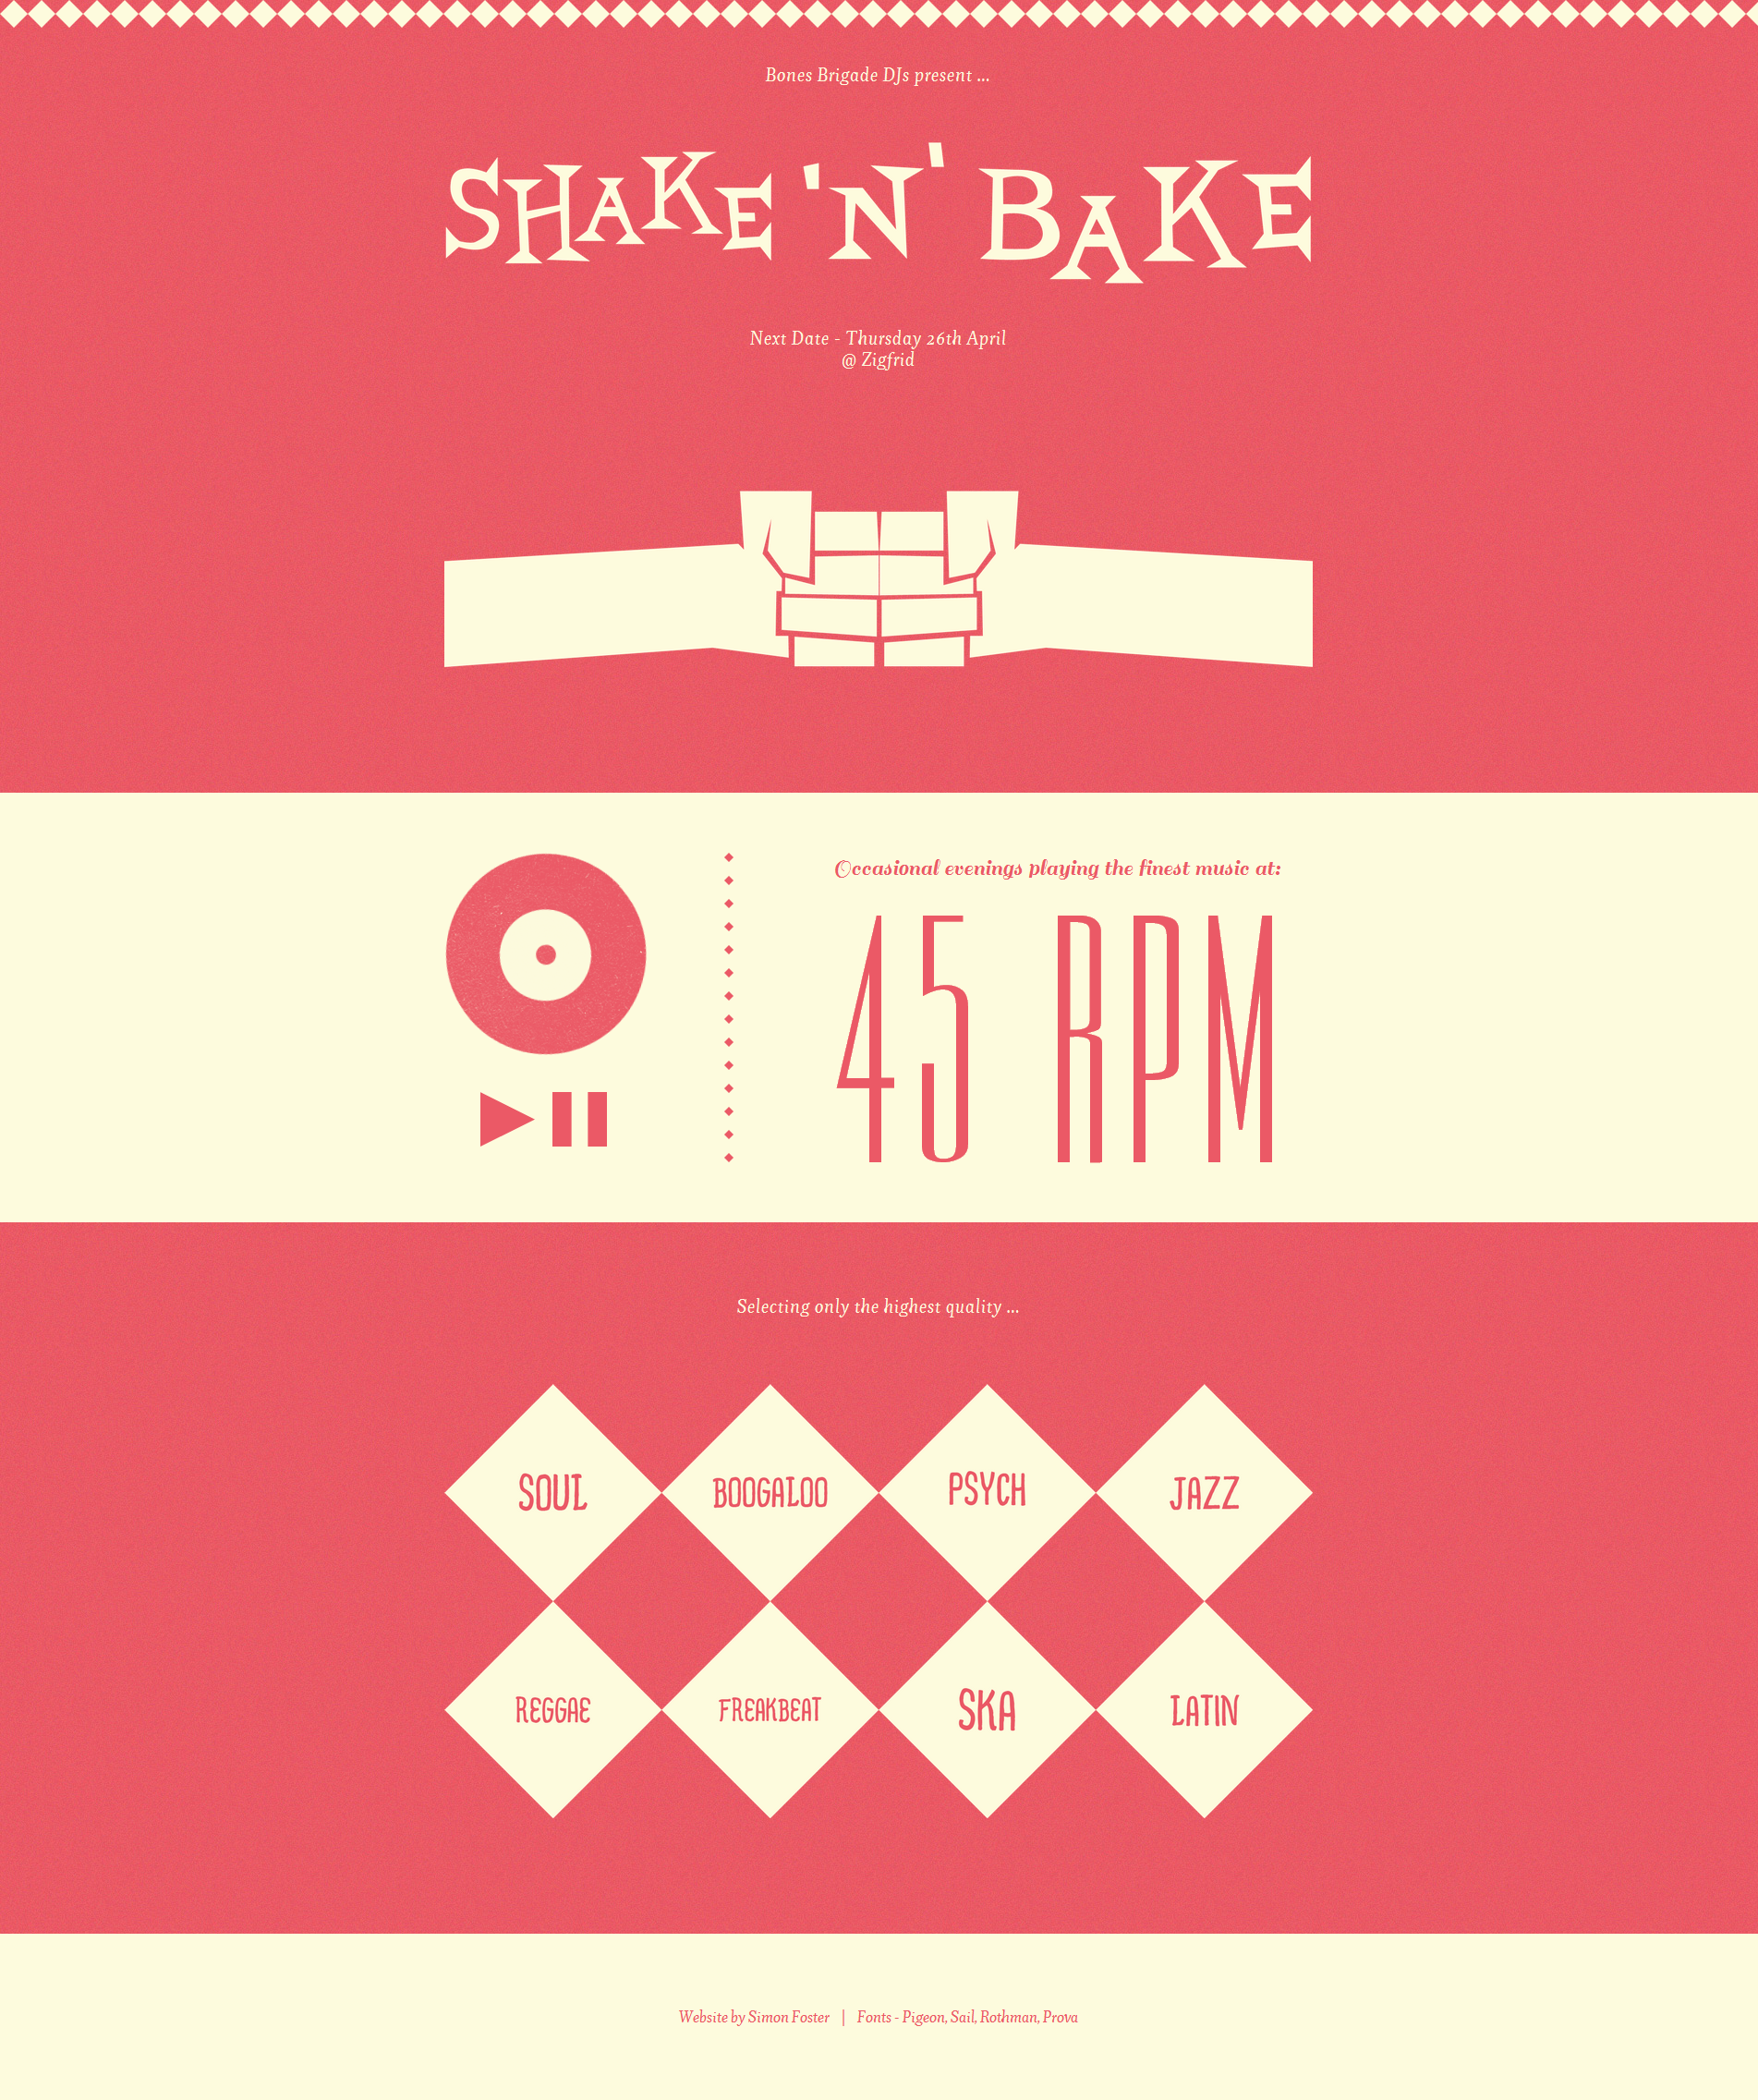 Bones Brigade DJs present ...
SHAKE 'N' BAKE
Next Date - Thursday 26th April
@ Zigfrid
Occasional evenings playing the finest music at:
45 RPM
Selecting only the highest quality ...
SOUL
BOOGALOO
PSYCH
JAZZ
REGGAE
FREAKBEAT
SKA
LATIN
Website by Simon Foster | Fonts - Pigeon, Sail, Rothman, Prova